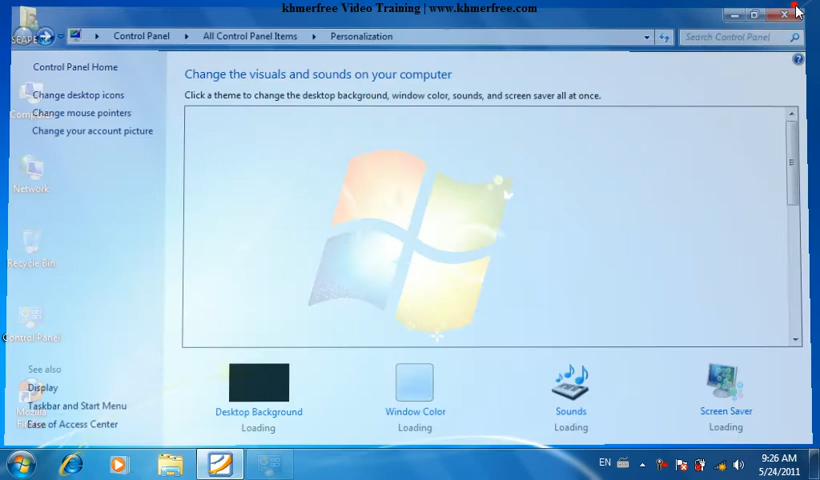 khmerfree Video Training | www.khmerfree.com
Control Panel
All Control Panel Items
Personalization
Search Control Panel
Control Panel Home
Change desktop icons
Change mouse pointers
Change your account picture
Change the visuals and sounds on your computer
Click a theme to change the desktop background, window color, sounds, and screen saver all at once.
Network
Recycle Bin
Control Panel
See also
Display
Taskbar and Start Menu
Ease of Access Center
Desktop Background
Loading
Window Color
Loading
Sounds
Loading
Screen Saver
Loading
EN
9:26 AM
5/24/2011